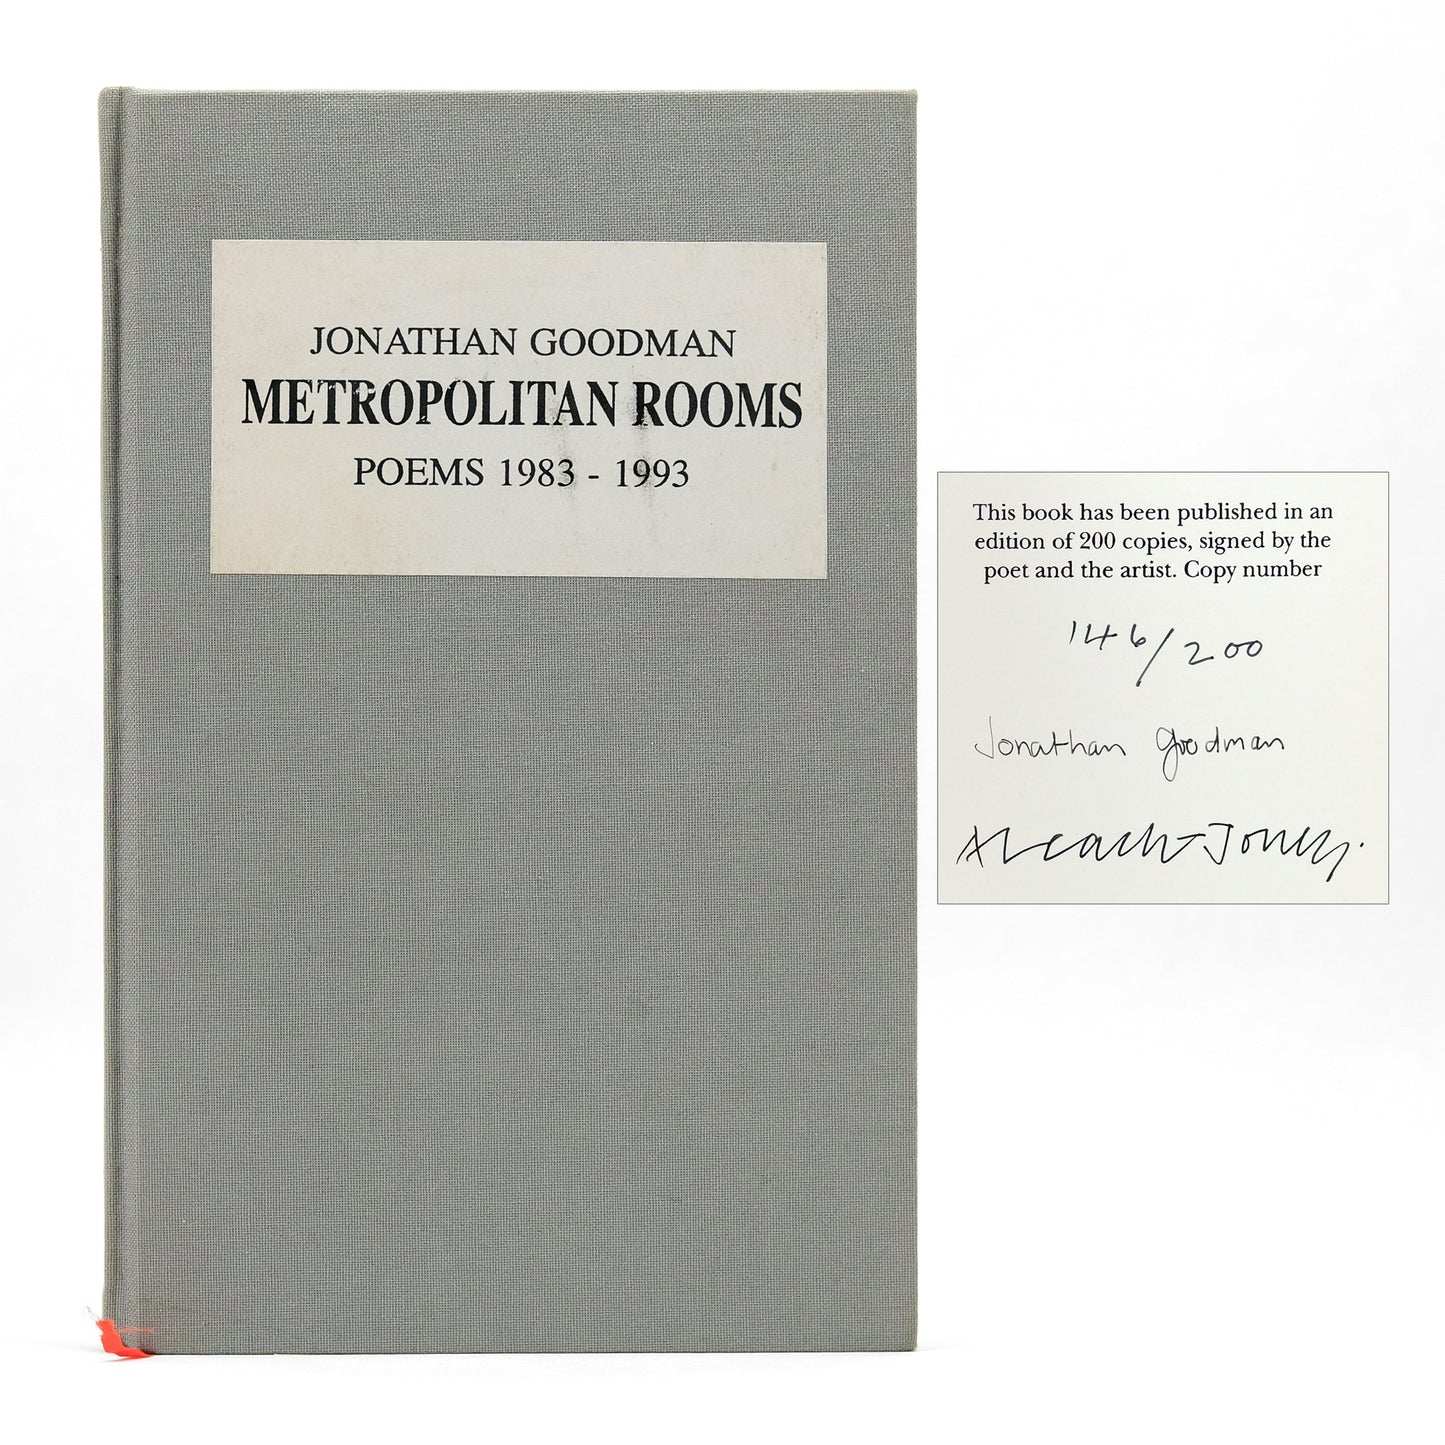 JONATHAN GOODMAN
METROPOLITAN ROOMS
POEMS 1983 - 1993
This book has been published in an
edition of 200 copies, signed by the
poet and the artist. Copy number
146/200
Jonathan Goodman